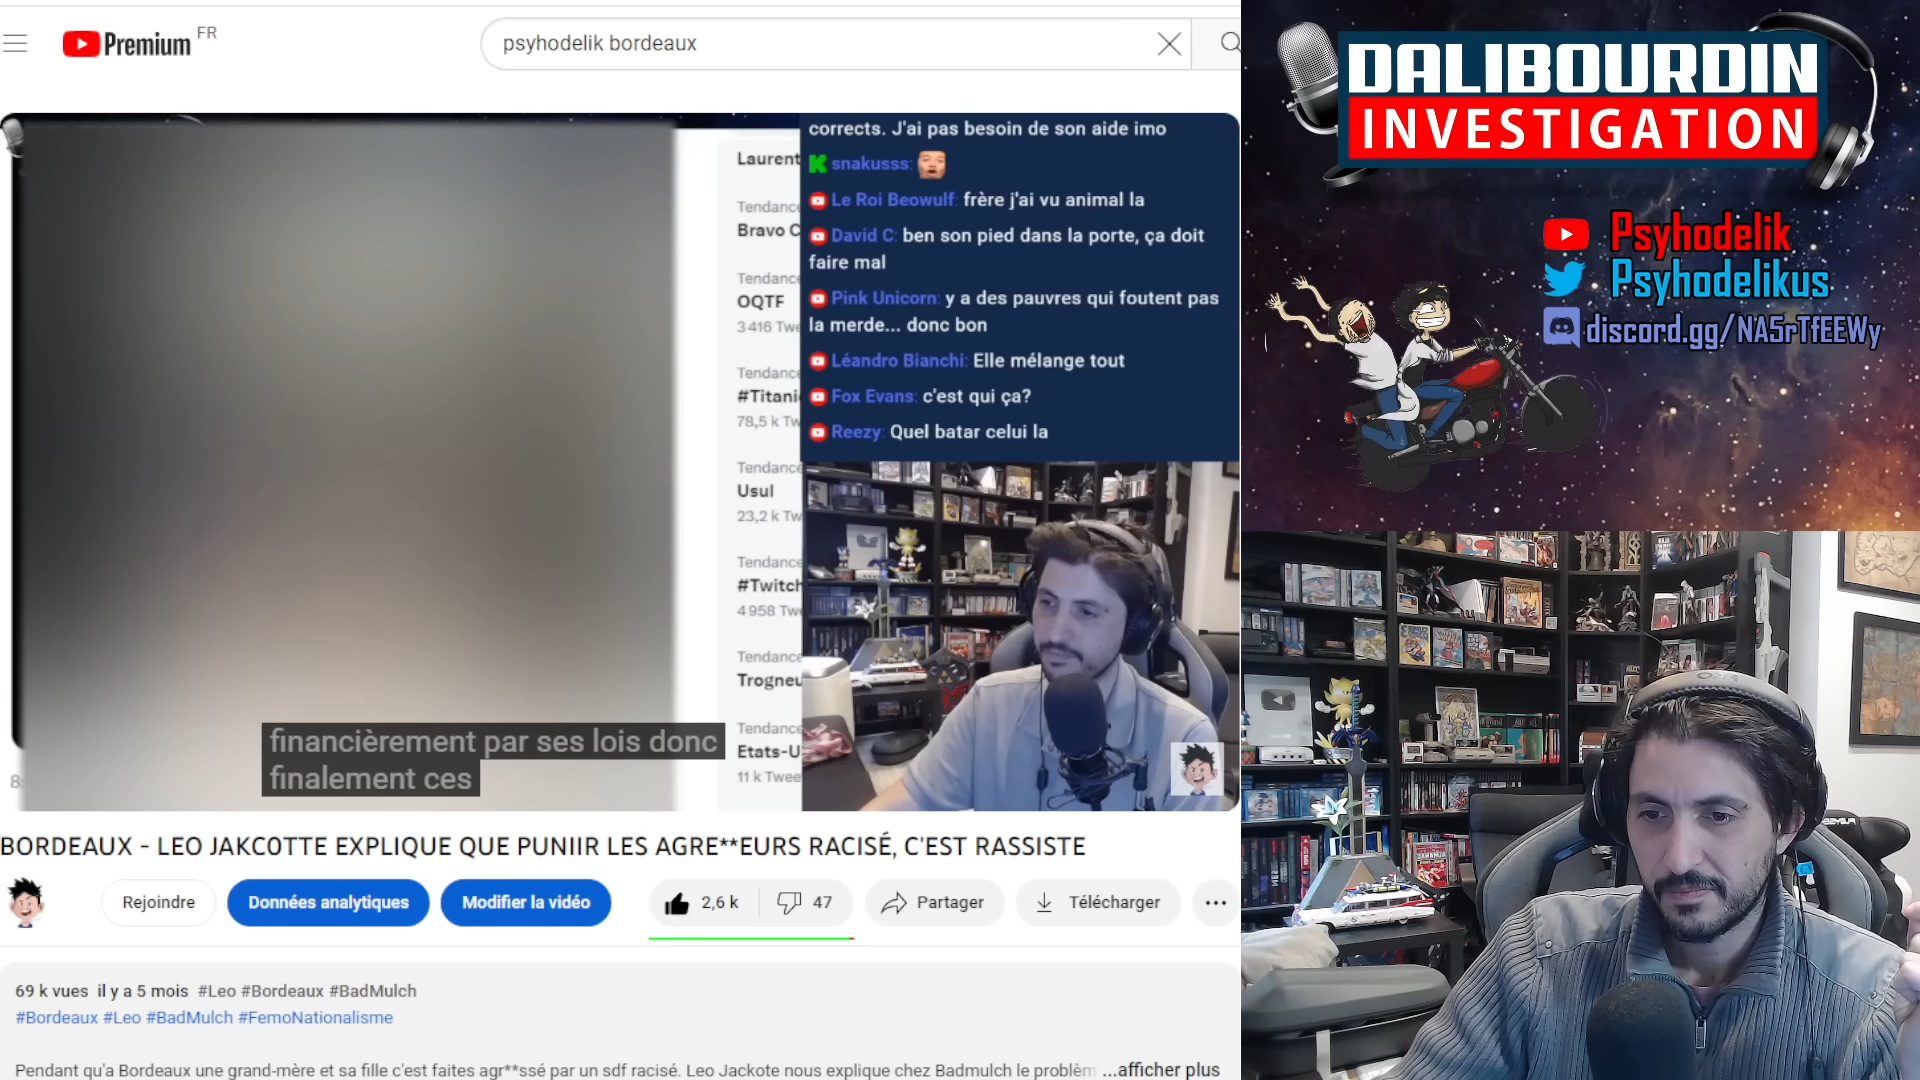 Premium FR
psyhodelik bordeaux
Laurent
Tendance
Bravo C
Tendance
OQTF
3 416 Twe
Tendance
#Titani
78,5 k Tw
Tendance
Usul
23,2 k Tw
Tendance
#Twitch
4 958 Twe
Tendance
Trogneu
Tendance
Etats-U
11 k Twee
corrects. J'ai pas besoin de son aide imo
snakusss:
Le Roi Beowulf: frère j'ai vu animal la
David C: ben son pied dans la porte, ça doit
faire mal
Pink Unicorn: y a des pauvres qui foutent pas
la merde... donc bon
Léandro Bianchi: Elle mélange tout
Fox Evans: c'est qui ça?
Reezy: Quel batar celui la
financièrement par ses lois donc
finalement ces
BORDEAUX - LEO JAKC0TTE EXPLIQUE QUE PUNIIR LES AGRE**EURS RACISÉ, C'EST RASSISTE
Rejoindre
Données analytiques
Modifier la vidéo
2,6 k
47
Partager
Télécharger
69 k vues il y a 5 mois #Leo #Bordeaux #BadMulch
#Bordeaux #Leo #BadMulch #FemoNationalisme
Pendant qu'a Bordeaux une grand-mère et sa fille c'est faites agr**ssé par un sdf racisé. Leo Jackote nous explique chez Badmulch le problèm ...afficher plus
DALIBOURDIN
INVESTIGATION
Psyhodelik
Psyhodelikus
discord.gg/NA5rTfEEWy